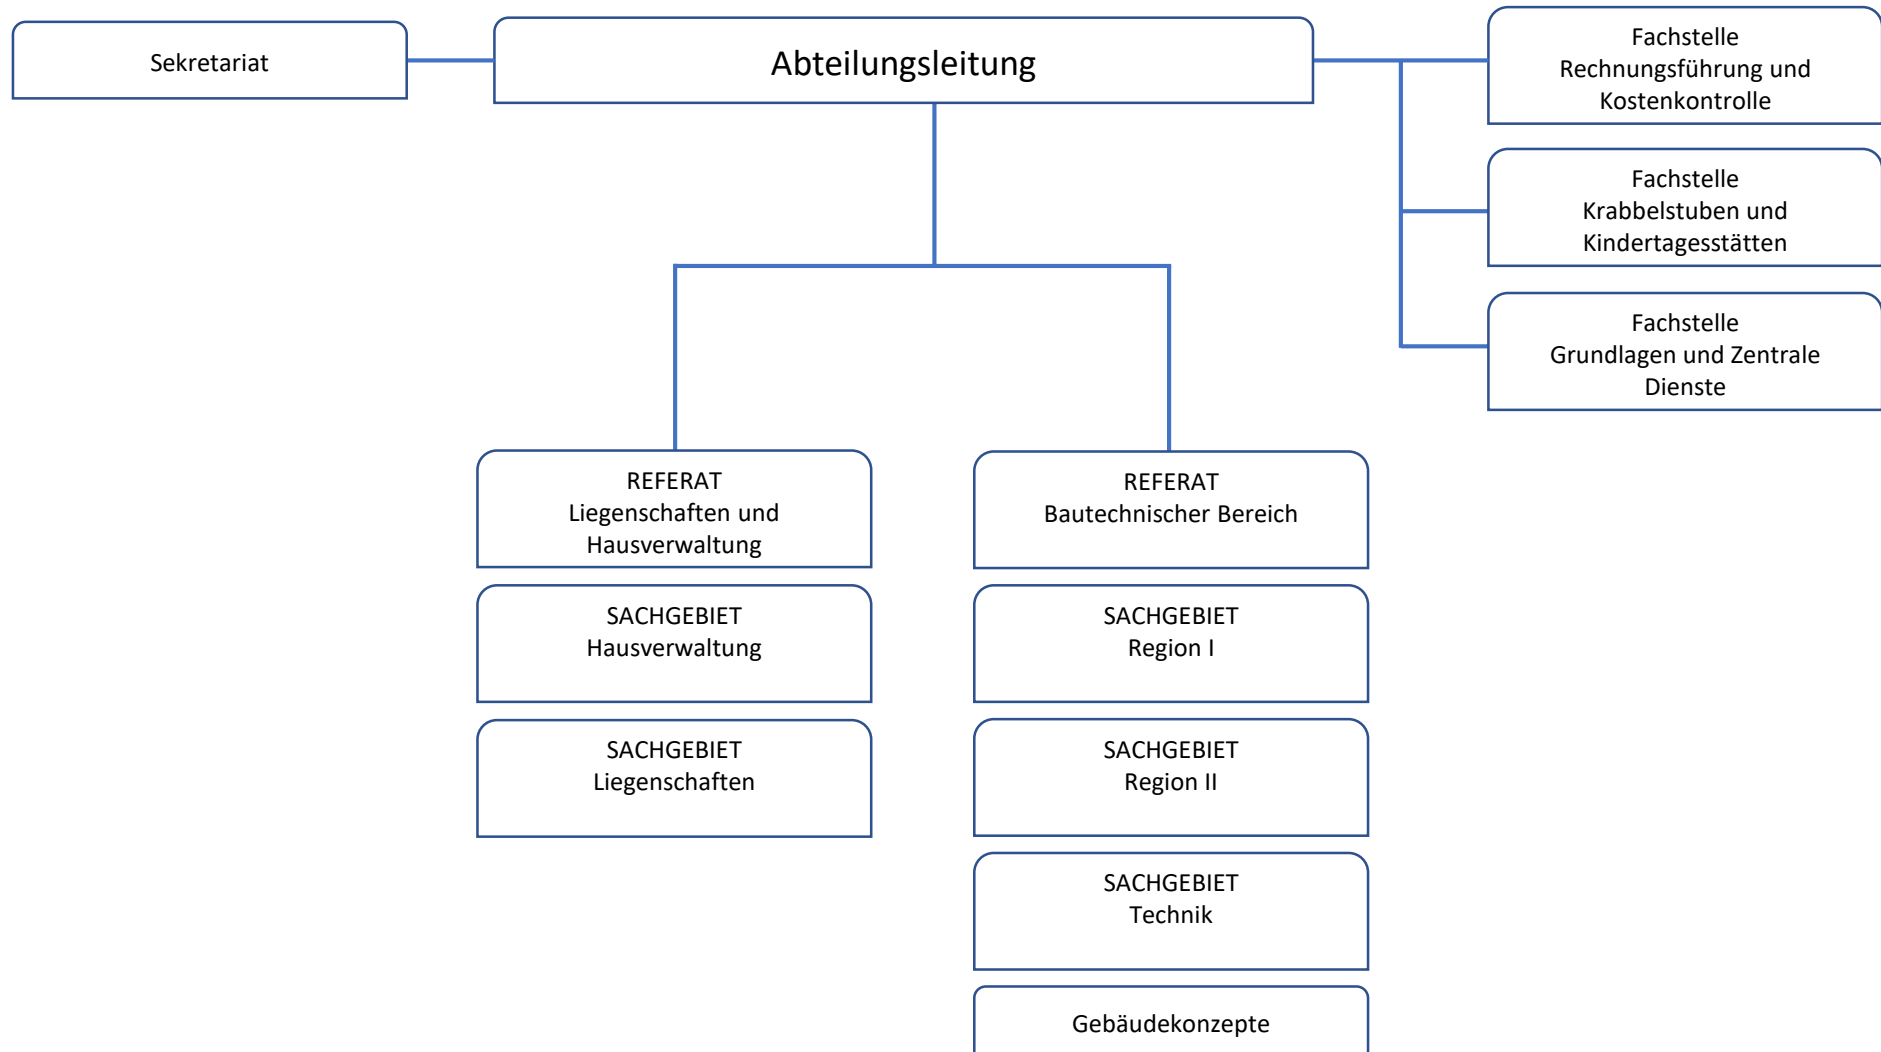 Sekretariat
Abteilungsleitung
Fachstelle
Rechnungsführung und
Kostenkontrolle
Fachstelle
Krabbelstuben und
Kindertagesstätten
Fachstelle
Grundlagen und Zentrale
Dienste
REFERAT
Liegenschaften und
Hausverwaltung
SACHGEBIET
Hausverwaltung
SACHGEBIET
Liegenschaften
REFERAT
Bautechnischer Bereich
SACHGEBIET
Region I
SACHGEBIET
Region II
SACHGEBIET
Technik
Gebäudekonzepte